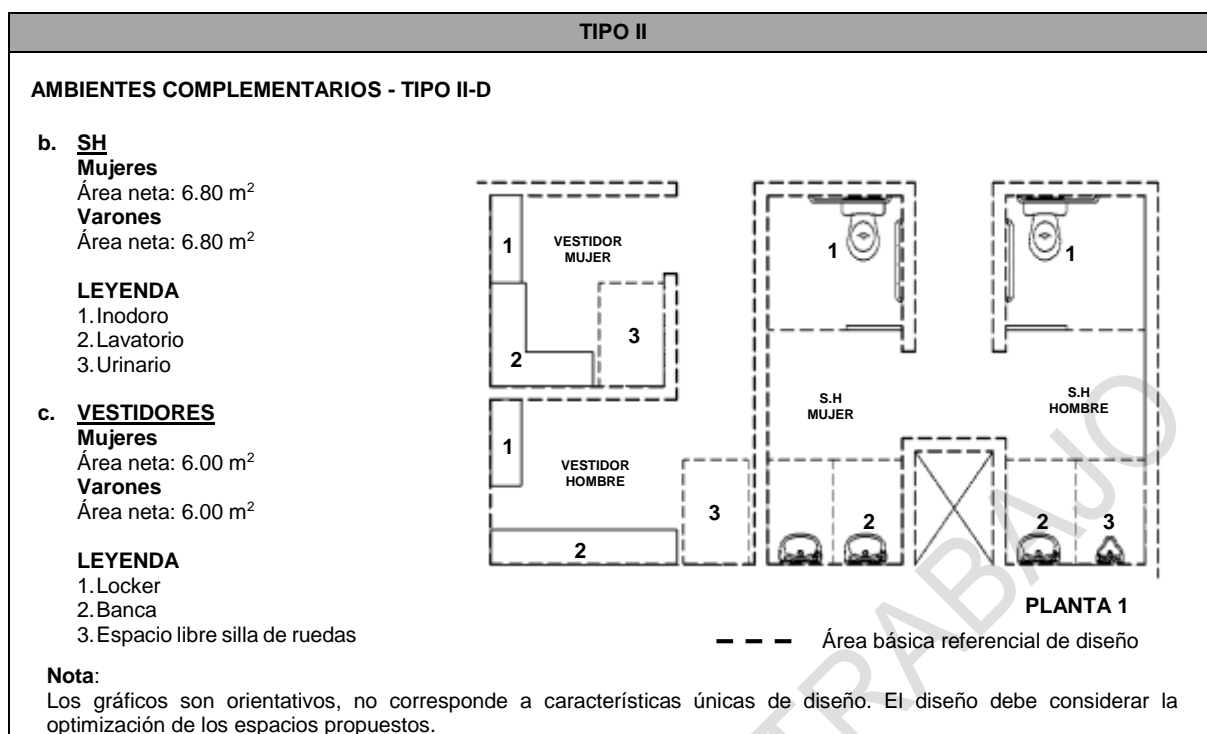 TIPO II
AMBIENTES COMPLEMENTARIOS - TIPO II-D
b. SH
Mujeres
Área neta: 6.80 m²
Varones
Área neta: 6.80 m²
LEYENDA
1.Inodoro
2.Lavatorio
3.Urinario
c. VESTIDORES
Mujeres
Área neta: 6.00 m²
Varones
Área neta: 6.00 m²
LEYENDA
1.Locker
2.Banca
3.Espacio libre silla de ruedas
1
VESTIDOR
MUJER
3
2
1
VESTIDOR
HOMBRE
3
2
1
S.H
MUJER
2
1
S.H
HOMBRE
2
3
PLANTA 1
Área básica referencial de diseño
Nota:
Los gráficos son orientativos, no corresponde a características únicas de diseño. El diseño debe considerar la
optimización de los espacios propuestos.
TRABAJO